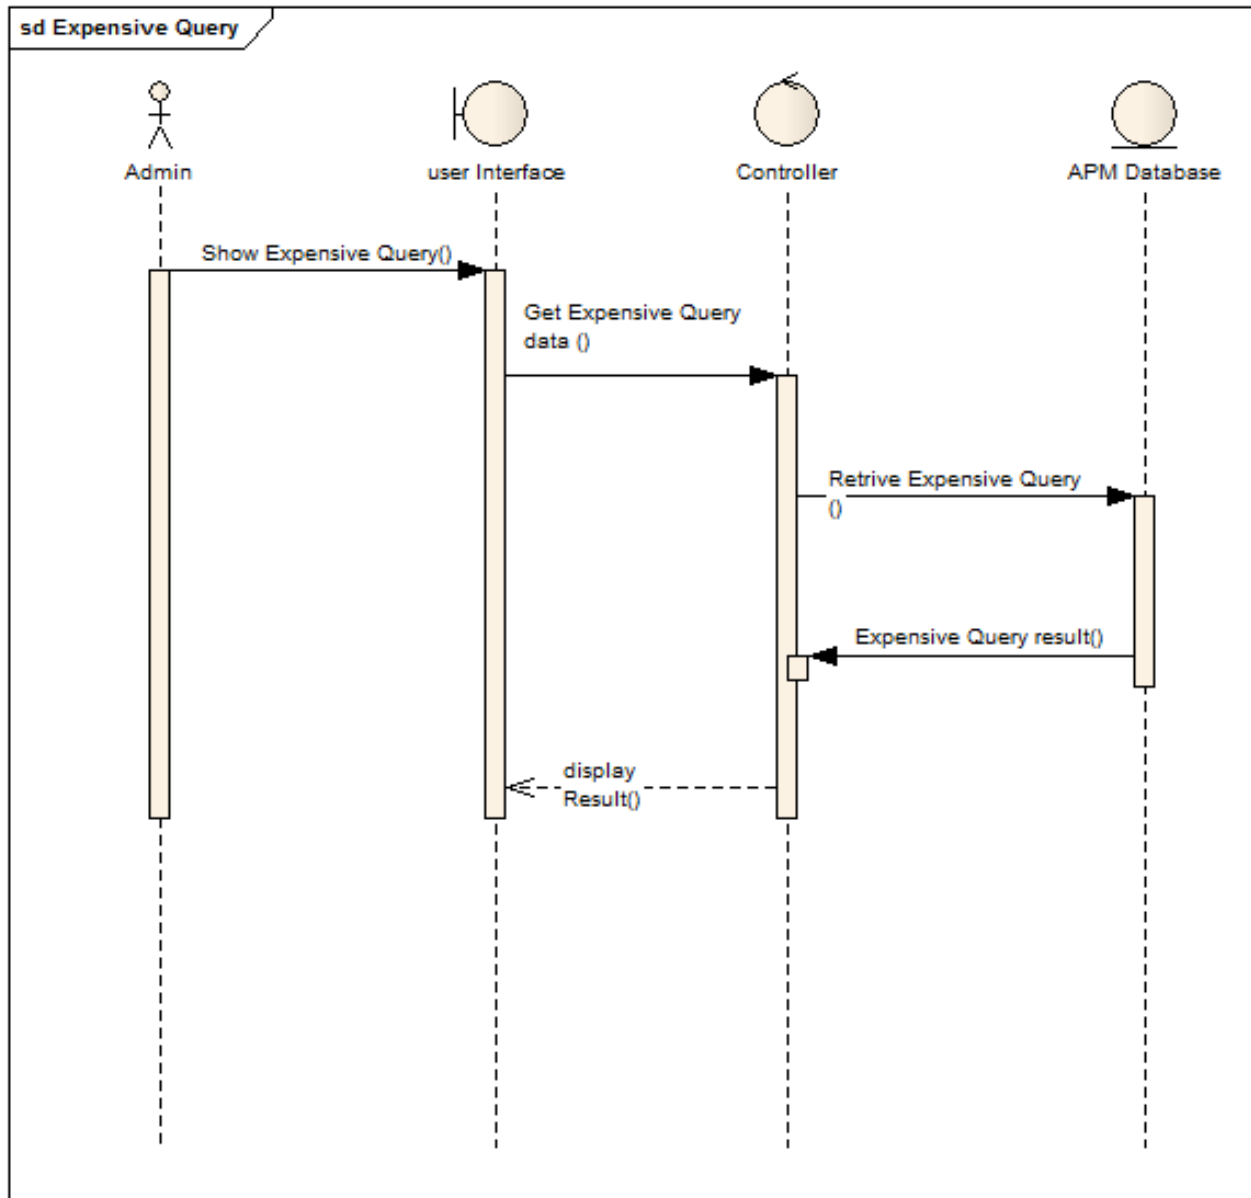 sd Expensive Query
Admin
user Interface
Controller
APM Database
Show Expensive Query()
Get Expensive Query
data ()
Retrive Expensive Query
()
Expensive Query result()
display
Result()